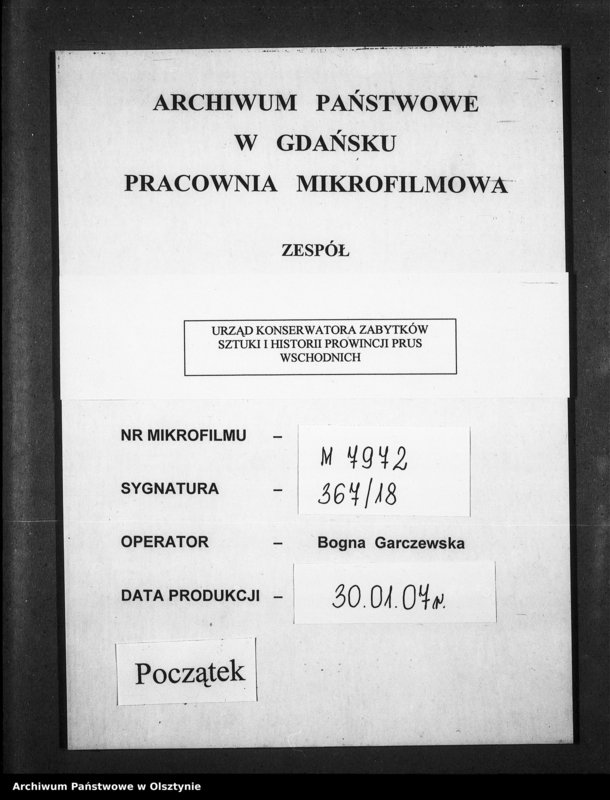 ARCHIWUM PAŃSTWOWE
W GDAŃSKU
PRACOWNIA MIKROFILMOWA
ZESPÓŁ
URZĄD KONSERWATORA ZABYTKÓW
SZTUKI I HISTORII PROWINCJI PRUS
WSCHODNICH
NR MIKROFILMU – M 7972
SYGNATURA – 367/18
OPERATOR – Bogna Garczewska
DATA PRODUKCJI – 30.01.07r.
Początek
Archiwum Państwowe w Olsztynie